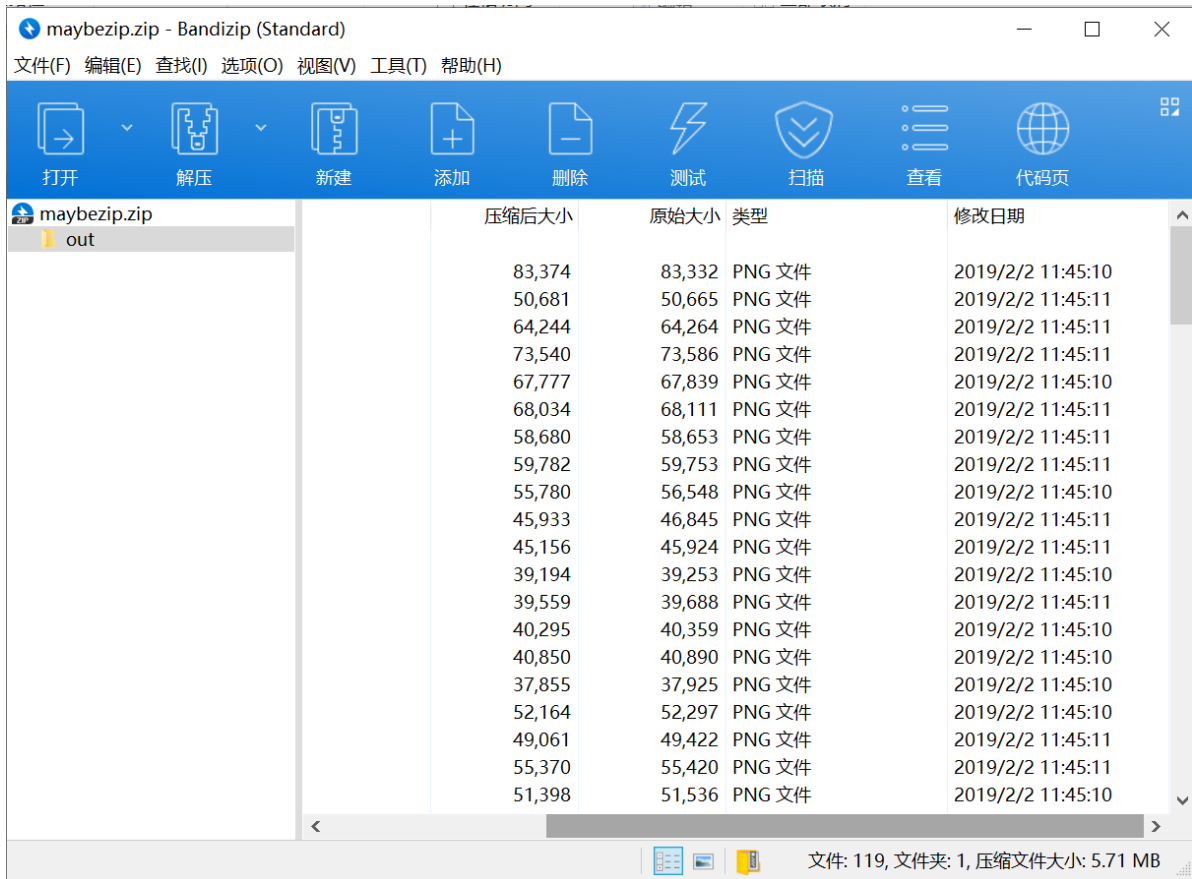 maybezip.zip - Bandizip (Standard)
文件(F) 编辑(E) 查找(I) 选项(O) 视图(V) 工具(T) 帮助(H)
打开 解压 新建 添加 删除 测试 扫描 查看 代码页
maybezip.zip
out
压缩后大小 原始大小 类型 修改日期
83,374 83,332 PNG 文件 2019/2/2 11:45:10
50,681 50,665 PNG 文件 2019/2/2 11:45:11
64,244 64,264 PNG 文件 2019/2/2 11:45:11
73,540 73,586 PNG 文件 2019/2/2 11:45:11
67,777 67,839 PNG 文件 2019/2/2 11:45:10
68,034 68,111 PNG 文件 2019/2/2 11:45:11
58,680 58,653 PNG 文件 2019/2/2 11:45:11
59,782 59,753 PNG 文件 2019/2/2 11:45:11
55,780 56,548 PNG 文件 2019/2/2 11:45:10
45,933 46,845 PNG 文件 2019/2/2 11:45:11
45,156 45,924 PNG 文件 2019/2/2 11:45:11
39,194 39,253 PNG 文件 2019/2/2 11:45:10
39,559 39,688 PNG 文件 2019/2/2 11:45:11
40,295 40,359 PNG 文件 2019/2/2 11:45:10
40,850 40,890 PNG 文件 2019/2/2 11:45:10
37,855 37,925 PNG 文件 2019/2/2 11:45:10
52,164 52,297 PNG 文件 2019/2/2 11:45:10
49,061 49,422 PNG 文件 2019/2/2 11:45:11
55,370 55,420 PNG 文件 2019/2/2 11:45:11
51,398 51,536 PNG 文件 2019/2/2 11:45:10
文件: 119, 文件夹: 1, 压缩文件大小: 5.71 MB